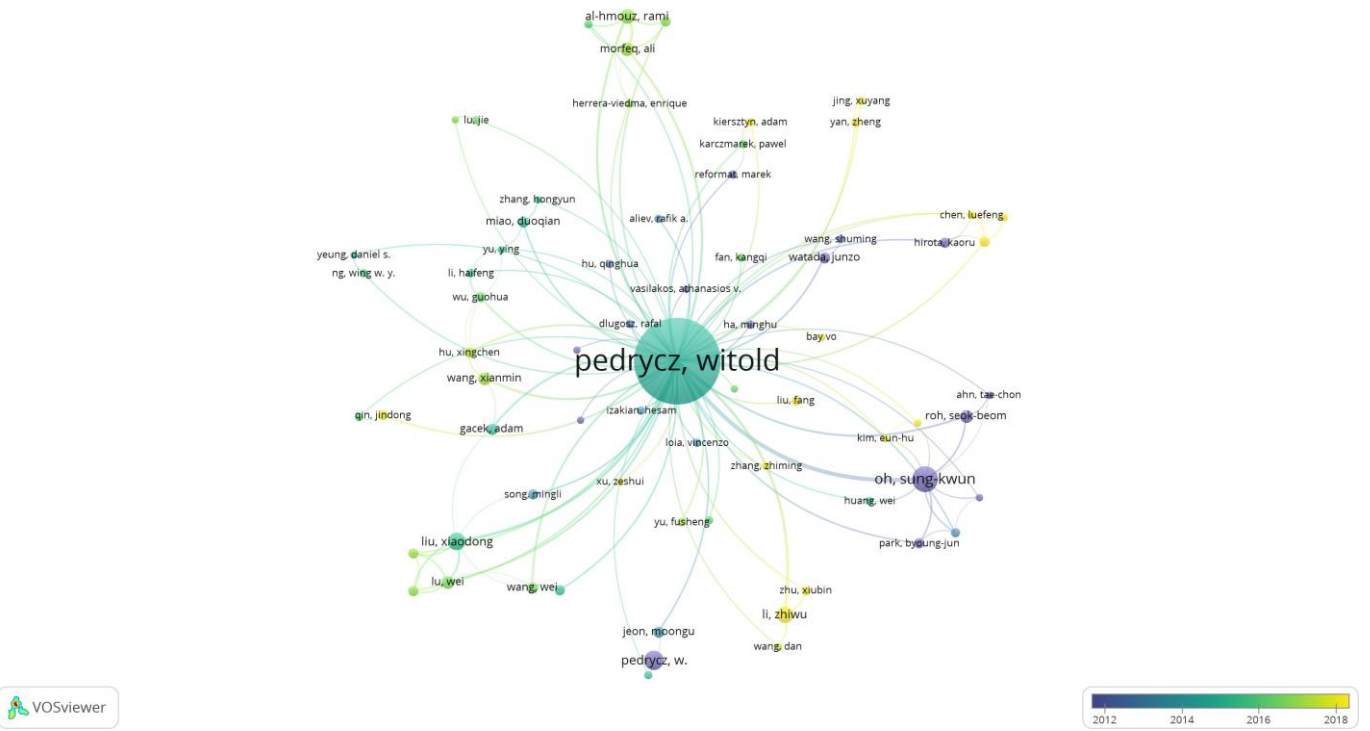 al-hmouz, rami
morfeq, ali
herrera-viedma, enrique
jing, xuyang
kiersztyn, adam
yan, zheng
lu, jie
karczmarek, pawel
reformat, marek
zhang, hongyun
miao, duoqian
aliev, rafik a.
chen, luefeng
wang, shuming
hirota, kaoru
yu, ying
yeung, daniel s.
fan, kangqi
watada, junzo
hu, qinghua
ng, wing w. y.
li, haifeng
vasilakos, athanasios v.
wu, guohua
dlugosz, rafal
ha, minghu
bay vo
hu, xingchen
pedrycz, witold
wang, xianmin
ahn, tae-chon
liu, fang
izakian, hesam
qin, jindong
roh, seok-beom
gacek, adam
kim, eun-hu
loia, vincenzo
zhang, zhiming
oh, sung-kwun
xu, zeshui
song, mingli
huang, wei
yu, fusheng
liu, xiaodong
park, byoung-jun
lu, wei
wang, wei
zhu, xiubin
li, zhiwu
jeon, moongu
wang, dan
pedrycz, w.
VOSviewer
2012 2014 2016 2018